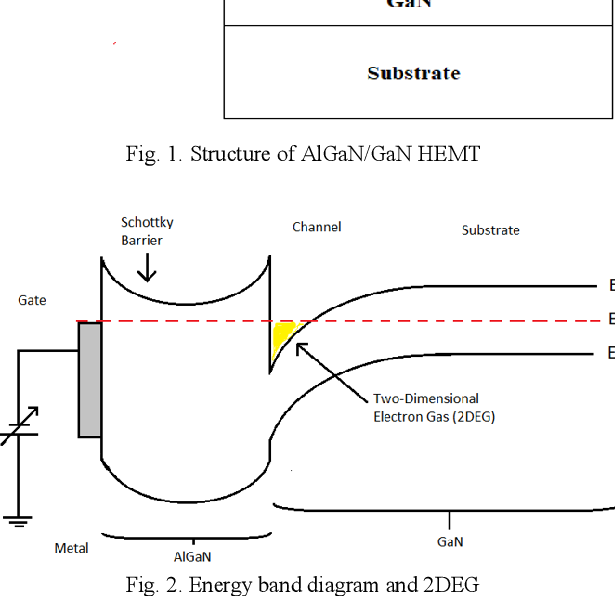 GaN
Substrate
Fig. 1. Structure of AlGaN/GaN HEMT
Schottky
Barrier
Channel
Substrate
Gate
E
E
E
Two-Dimensional
Electron Gas (2DEG)
Metal
AlGaN
GaN
Fig. 2. Energy band diagram and 2DEG